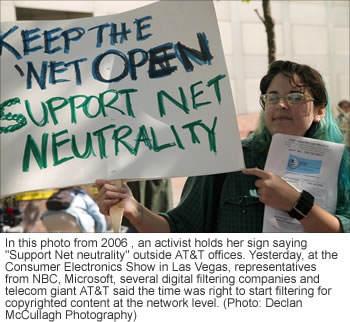 KEEP THE
'NET OPEN
SUPPORT NET
NEUTRALITY
In this photo from 2006 , an activist holds her sign saying
"Support Net neutrality" outside AT&T offices. Yesterday, at the
Consumer Electronics Show in Las Vegas, representatives
from NBC, Microsoft, several digital filtering companies and
telecom giant AT&T said the time was right to start filtering for
copyrighted content at the network level. (Photo: Declan
McCullagh Photography)